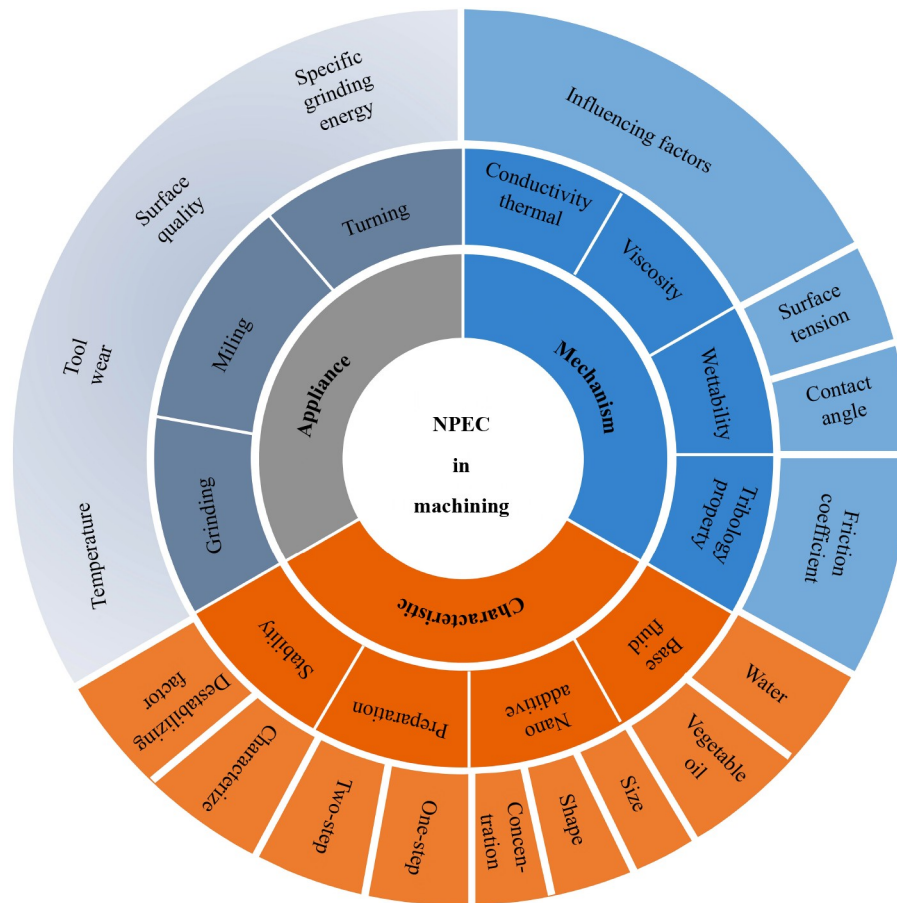 NPEC
in
machining
Mechanism
Characteristic
Appliance
Conductivity
thermal
Viscosity
Wettability
Tribology
property
Base
fluid
Nano
additive
Preparation
Stability
Grinding
Miling
Turning
Influencing factors
Surface
tension
Contact
angle
Friction
coefficient
Water
Vegetable
oil
Size
Shape
Concen-
tration
One-step
Two-step
Characterize
Destabilizing
factor
Temperature
Tool
wear
Surface
quality
Specific
grinding
energy